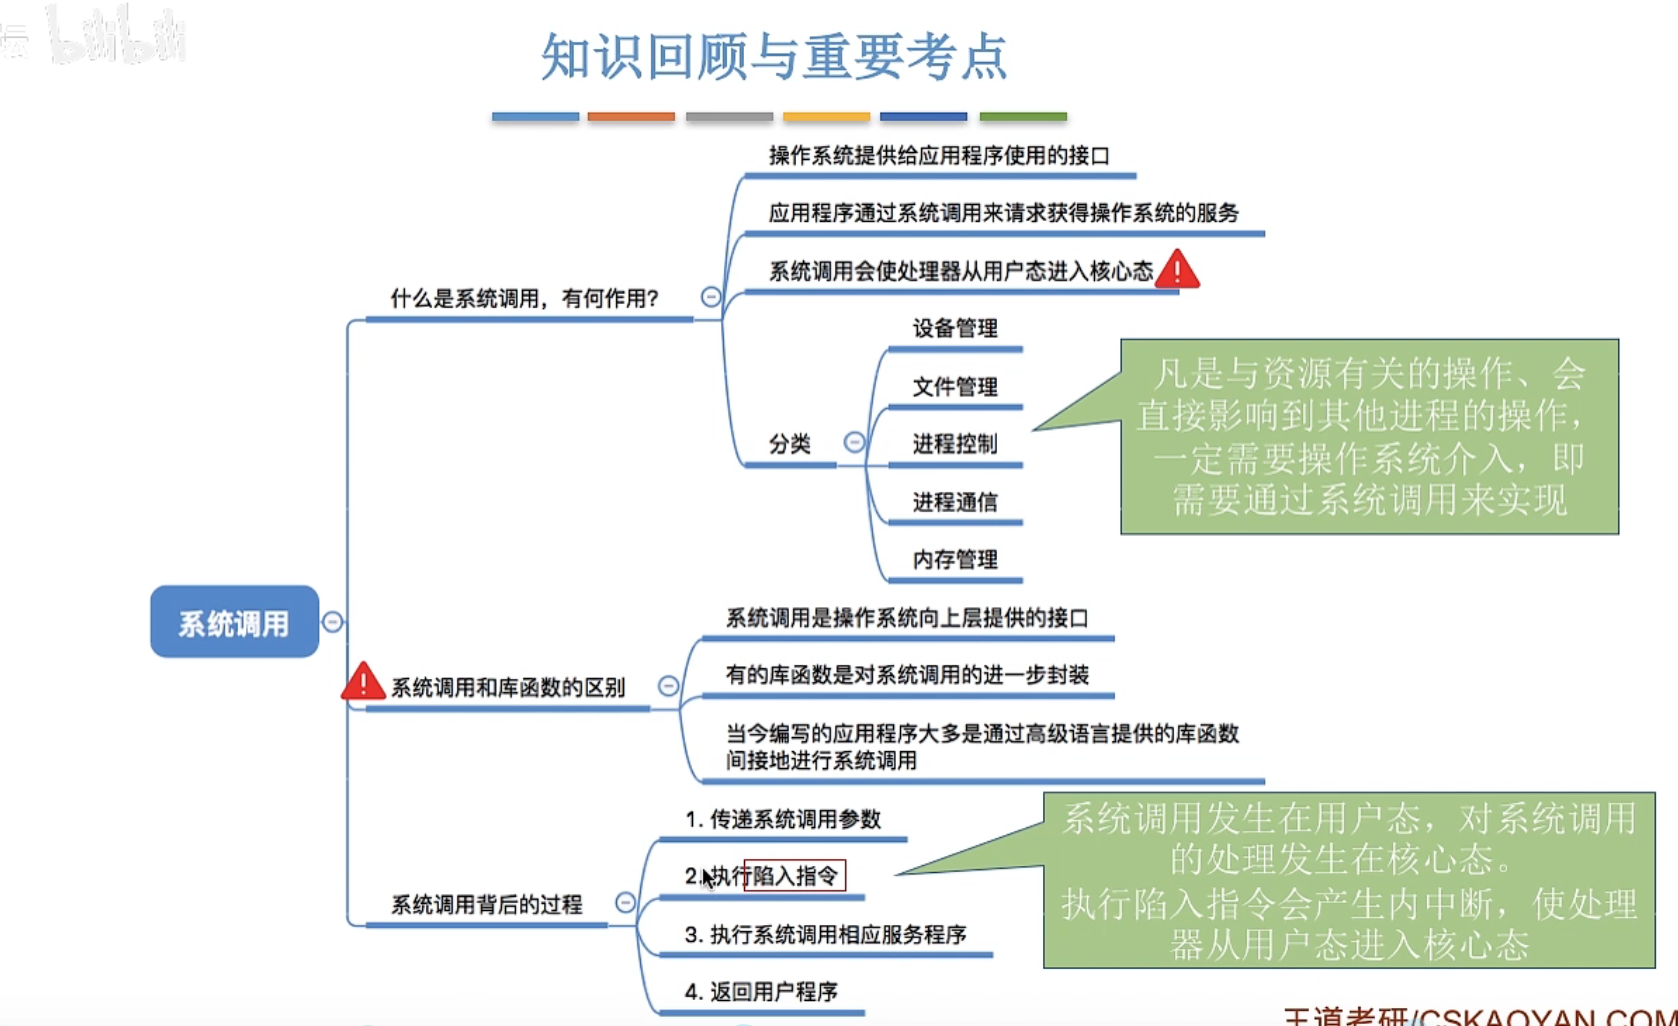 坛 bilibili
知识回顾与重要考点
操作系统提供给应用程序使用的接口
应用程序通过系统调用来请求获得操作系统的服务
系统调用会使处理器从用户态进入核心态
什么是系统调用，有何作用?
设备管理
文件管理
分类
进程控制
进程通信
内存管理
凡是与资源有关的操作、会
直接影响到其他进程的操作，
一定需要操作系统介入，即
需要通过系统调用来实现
系统调用
系统调用是操作系统向上层提供的接口
系统调用和库函数的区别
有的库函数是对系统调用的进一步封装
当今编写的应用程序大多是通过高级语言提供的库函数
间接地进行系统调用
1. 传递系统调用参数
2. 执行陷入指令
系统调用背后的过程
3. 执行系统调用相应服务程序
4. 返回用户程序
系统调用发生在用户态，对系统调用
的处理发生在核心态。
执行陷入指令会产生内中断，使处理
器从用户态进入核心态
王道考研/CSKAOYAN.COM